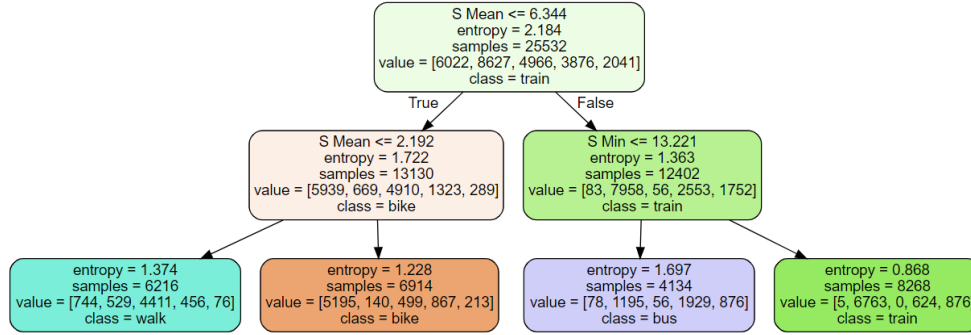 S Mean <= 6.344
entropy = 2.184
samples = 25532
value = [6022, 8627, 4966, 3876, 2041]
class = train
True
False
S Mean <= 2.192
entropy = 1.722
samples = 13130
value = [5939, 669, 4910, 1323, 289]
class = bike
S Min <= 13.221
entropy = 1.363
samples = 12402
value = [83, 7958, 56, 2553, 1752]
class = train
entropy = 1.374
samples = 6216
value = [744, 529, 4411, 456, 76]
class = walk
entropy = 1.228
samples = 6914
value = [5195, 140, 499, 867, 213]
class = bike
entropy = 1.697
samples = 4134
value = [78, 1195, 56, 1929, 876]
class = bus
entropy = 0.868
samples = 8268
value = [5, 6763, 0, 624, 876
class = train